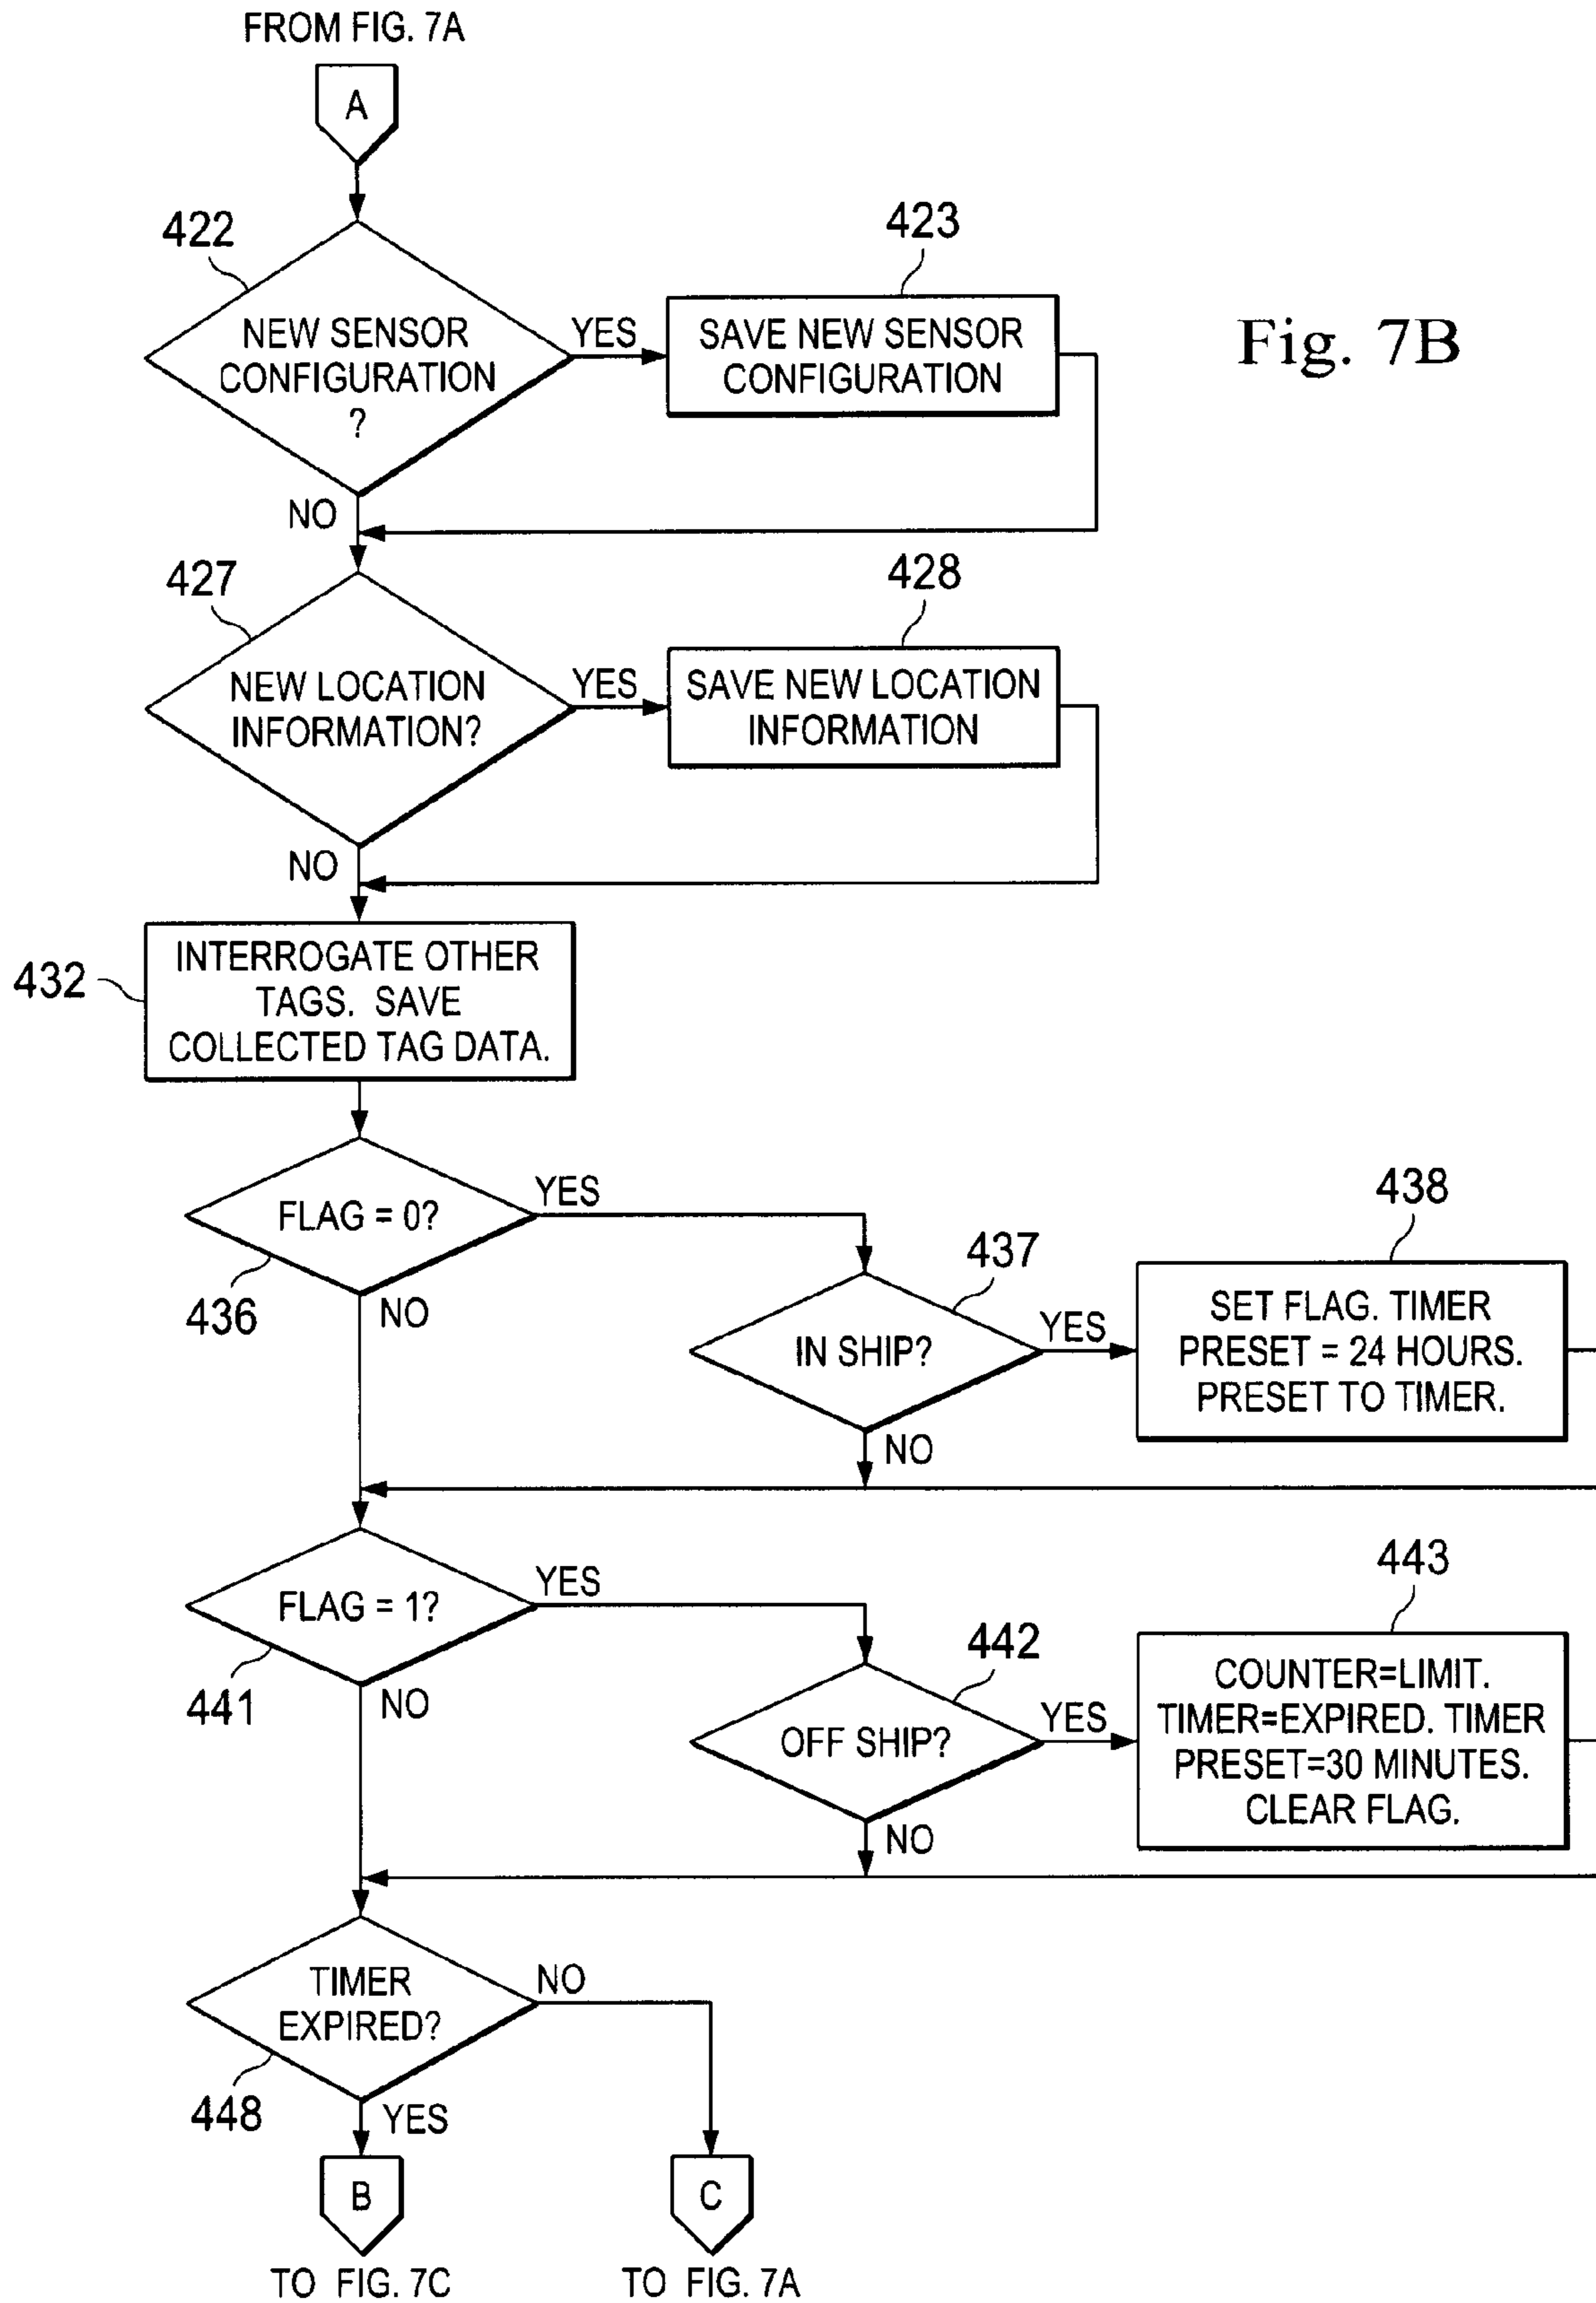 FROM FIG. 7A
A
422
NEW SENSOR
CONFIGURATION
?
YES
423
SAVE NEW SENSOR
CONFIGURATION
Fig. 7B
NO
427
NEW LOCATION
INFORMATION?
YES
428
SAVE NEW LOCATION
INFORMATION
NO
432
INTERROGATE OTHER
TAGS. SAVE
COLLECTED TAG DATA.
FLAG = 0?
YES
436
NO
437
IN SHIP?
YES
438
SET FLAG. TIMER
PRESET = 24 HOURS.
PRESET TO TIMER.
NO
FLAG = 1?
YES
441
NO
442
OFF SHIP?
YES
443
COUNTER=LIMIT.
TIMER=EXPIRED. TIMER
PRESET=30 MINUTES.
CLEAR FLAG.
NO
TIMER
EXPIRED?
NO
448
YES
B
TO FIG. 7C
C
TO FIG. 7A